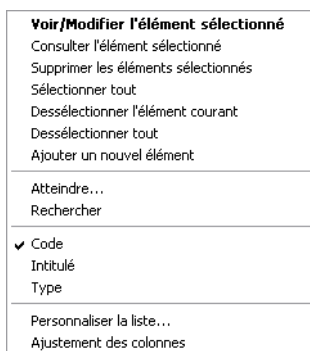 Voir/Modifier l'élément sélectionné
Consulter l'élément sélectionné
Supprimer les éléments sélectionnés
Sélectionner tout
Dessélectionner l'élément courant
Dessélectionner tout
Ajouter un nouvel élément
Atteindre...
Rechercher
Code
Intitulé
Type
Personnaliser la liste...
Ajustement des colonnes